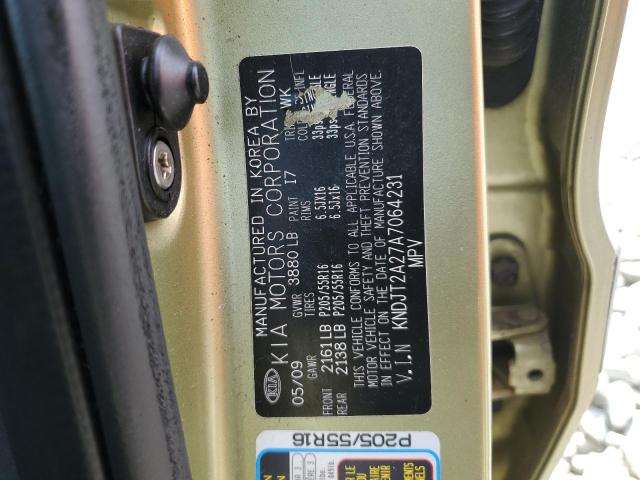 MANUFACTURED IN KOREA BY
KIA MOTORS CORPORATION
KIA
05/09 GVWR 3880 LB PAINT I7 TRIM WK
GAWR TIRES RIMS
FRONT 2161 LB P205/55R16 6.5JX16
REAR 2138 LB P205/55R16 6.5JX16
THIS VEHICLE CONFORMS TO ALL APPLICABLE U.S.A. FEDERAL
MOTOR VEHICLE SAFETY AND THEFT PREVENTION STANDARDS
IN EFFECT ON THE DATE OF MANUFACTURE SHOWN ABOVE.
V.I.N KNDJT2A27A7064231
MPV
P205/55R16